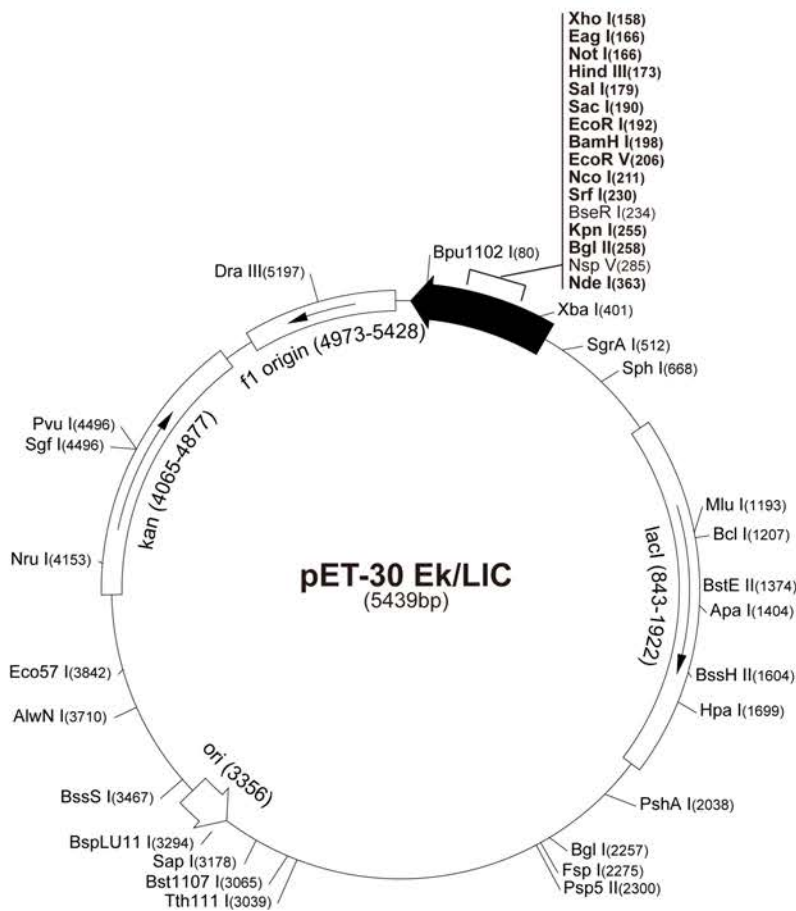 Xho I(158)
Eag I(166)
Not I(166)
Hind III(173)
Sal I(179)
Sac I(190)
EcoR I(192)
BamH I(198)
EcoR V(206)
Nco I(211)
Srf I(230)
BseR I(234)
Kpn I(255)
Bgl II(258)
Nsp V(285)
Nde I(363)
Bpu1102 I(80)
Dra III(5197)
Xba I(401)
SgrA I(512)
Sph I(668)
f1 origin (4973-5428)
Pvu I(4496)
Sgf I(4496)
kan (4065-4877)
Mlu I(1193)
Bcl I(1207)
Nru I(4153)
pET-30 Ek/LIC
(5439bp)
lacI (843-1922)
BstE II(1374)
Apa I(1404)
Eco57 I(3842)
BssH II(1604)
AlwN I(3710)
Hpa I(1699)
ori (3356)
BssS I(3467)
PshA I(2038)
BspLU11 I(3294)
Sap I(3178)
Bst1107 I(3065)
Tth111 I(3039)
Bgl I(2257)
Fsp I(2275)
Psp5 II(2300)